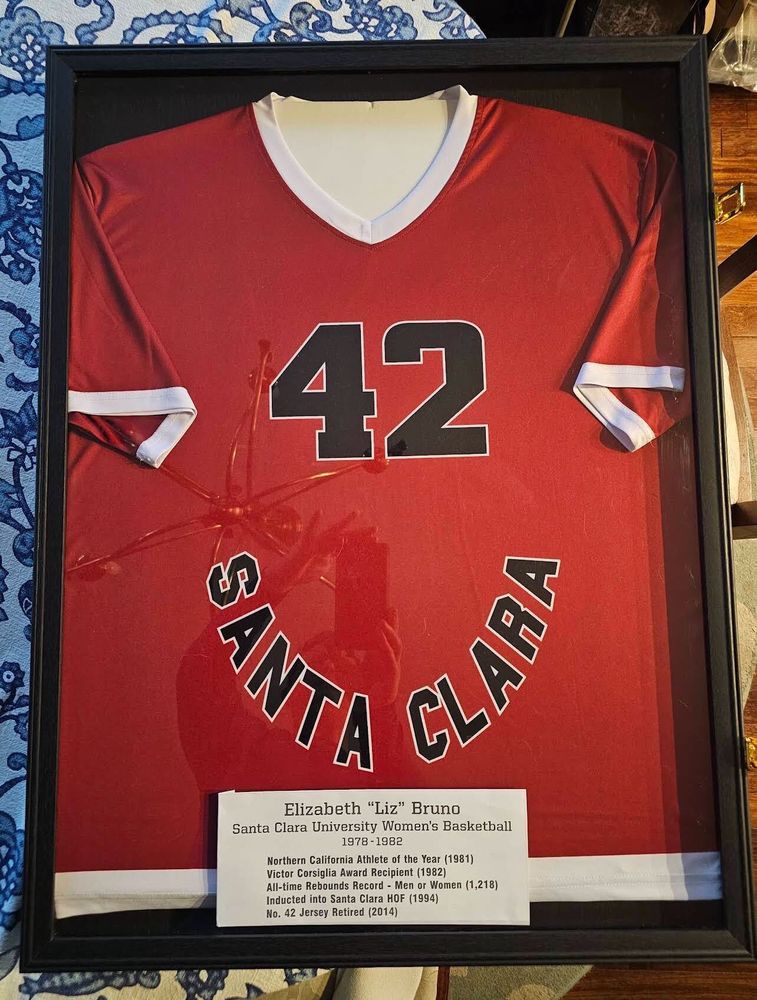 42
SANTA CLARA
Elizabeth “Liz” Bruno
Santa Clara University Women's Basketball
1978-1982
Northern California Athlete of the Year (1981)
Victor Corsiglia Award Recipient (1982)
All-time Rebounds Record - Men or Women (1,218)
Inducted into Santa Clara HOF (1994)
No. 42 Jersey Retired (2014)